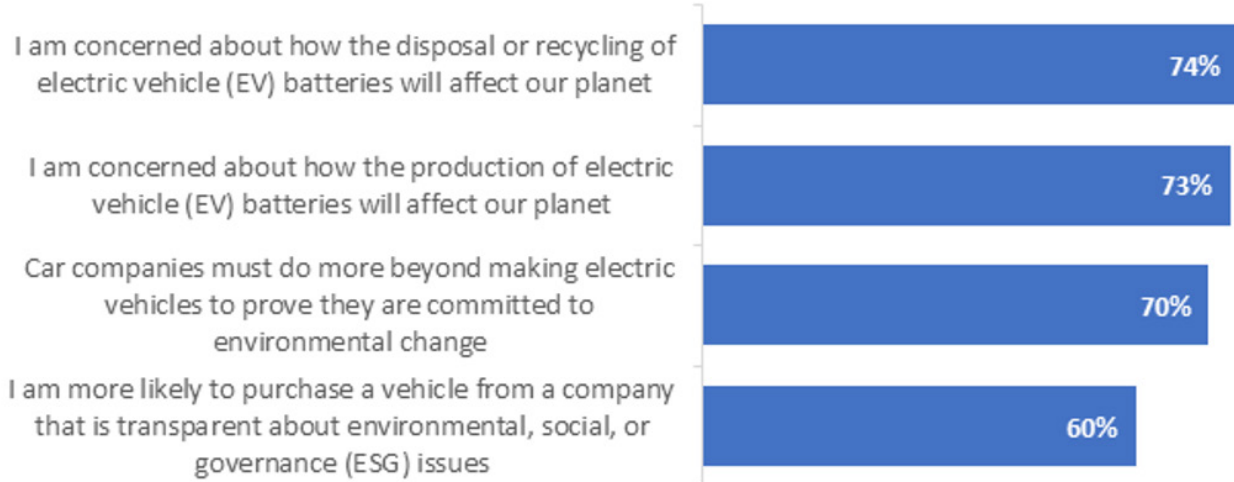 I am concerned about how the disposal or recycling of
electric vehicle (EV) batteries will affect our planet
74%
I am concerned about how the production of electric
vehicle (EV) batteries will affect our planet
73%
Car companies must do more beyond making electric
vehicles to prove they are committed to
environmental change
70%
I am more likely to purchase a vehicle from a company
that is transparent about environmental, social, or
governance (ESG) issues
60%